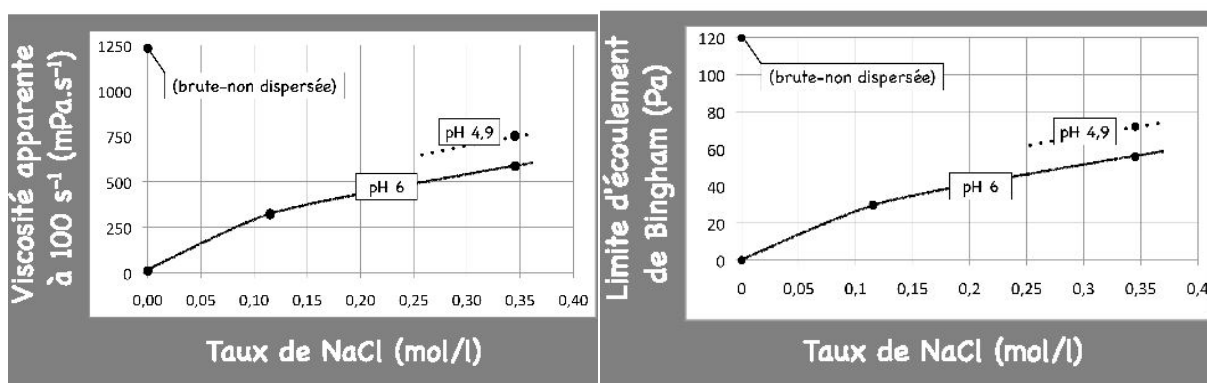 Viscosité apparente
à 100 s⁻¹ (mPa.s⁻¹)
1250
1000
750
500
250
0
(brute-non dispersée)
pH 4,9
pH 6
0,00 0,05 0,10 0,15 0,20 0,25 0,30 0,35 0,40
Taux de NaCl (mol/l)
Limite d'écoulement
de Bingham (Pa)
120
100
80
60
40
20
0
(brute-non dispersée)
pH 4,9
pH 6
0 0,05 0,1 0,15 0,2 0,25 0,3 0,35 0,4
Taux de NaCl (mol/l)